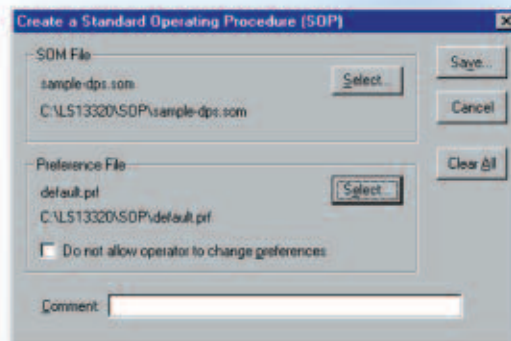 Create a Standard Operating Procedure (SOP)
SOM File
sample-dps.som
Select...
C:\LS13320\SOP\sample-dps.som
Save...
Cancel
Clear All
Preference File
default.prf
Select...
C:\LS13320\SOP\default.prf
Do not allow operator to change preferences
Comment: